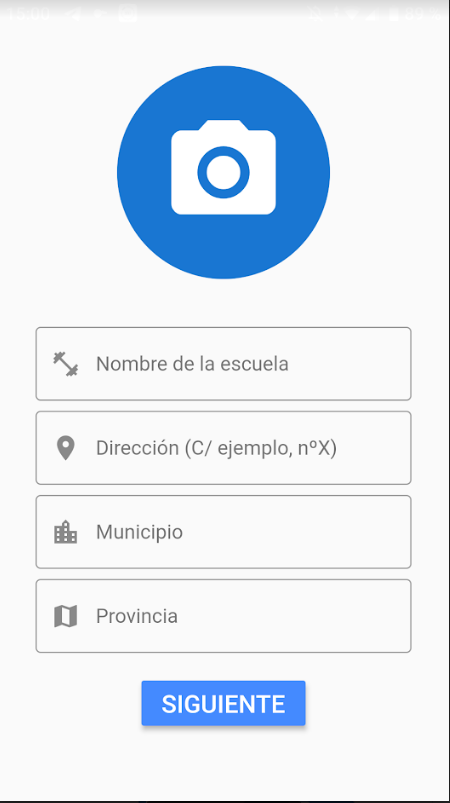 Nombre de la escuela
Dirección (C/ ejemplo, nºX)
Municipio
Provincia
SIGUIENTE